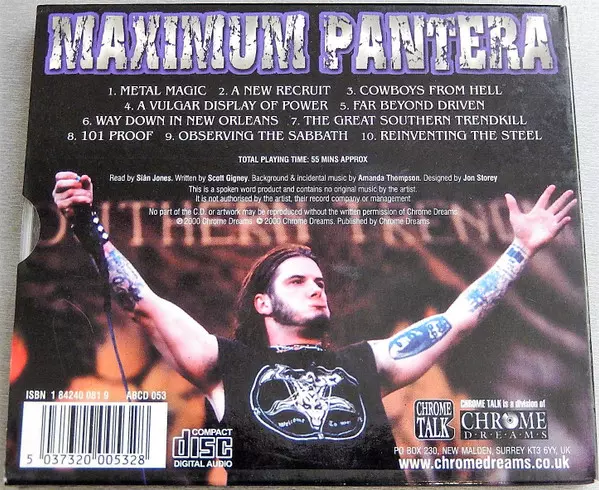 MAXIMUM PANTERA
1. METAL MAGIC 2. A NEW RECRUIT 3. COWBOYS FROM HELL
4. A VULGAR DISPLAY OF POWER 5. FAR BEYOND DRIVEN
6. WAY DOWN IN NEW ORLEANS 7. THE GREAT SOUTHERN TRENDKILL
8. 101 PROOF 9. OBSERVING THE SABBATH 10. REINVENTING THE STEEL
TOTAL PLAYING TIME: 55 MINS APPROX
Read by Siân Jones. Written by Scott Gigney. Background & incidental music by Amanda Thompson. Designed by Jon Storey
This is a spoken word product and contains no original music by the artist.
It is not authorised by the artist, their record company or management
No part of the C.D. or artwork may be reproduced without the written permission of Chrome Dreams
℗ 2000 Chrome Dreams © 2000 Chrome Dreams. Published by Chrome Dreams
ISBN 1 84240 081 9 ABCD 053
5 037320 005328
COMPACT
disc
DIGITAL AUDIO
CHROME
TALK
CHROME TALK is a division of
CHROME
DREAMS
PO BOX 230, NEW MALDEN, SURREY KT3 6YY, UK
www.chromedreams.co.uk